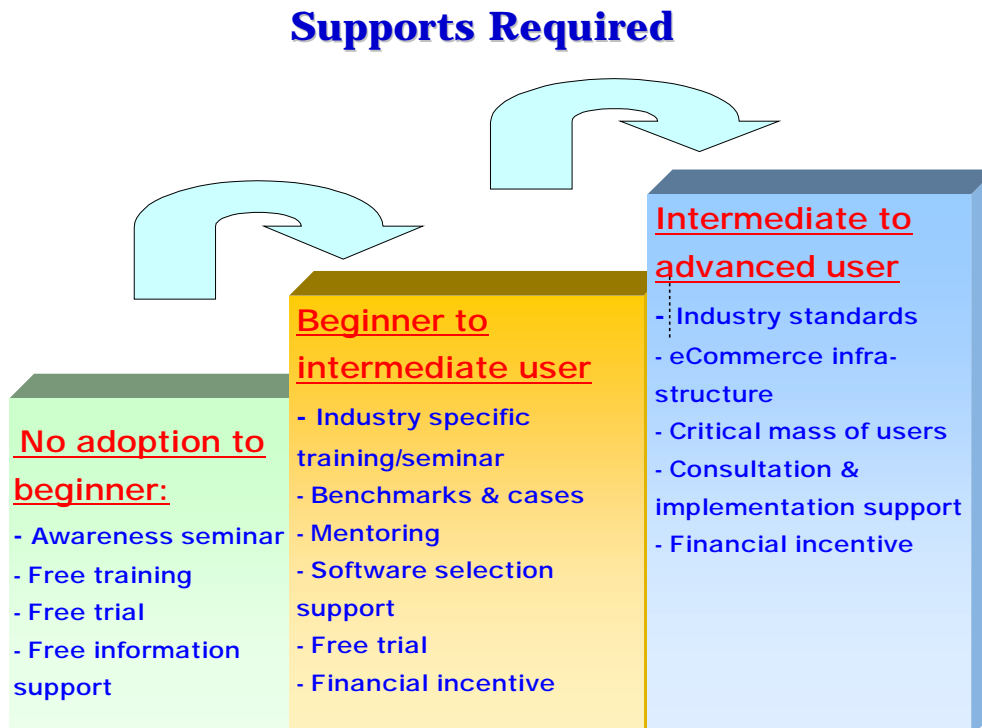 Supports Required
No adoption to
beginner:
- Awareness seminar
- Free training
- Free trial
- Free information
support
Beginner to
intermediate user
- Industry specific
training/seminar
- Benchmarks & cases
- Mentoring
- Software selection
support
- Free trial
- Financial incentive
Intermediate to
advanced user
- Industry standards
- eCommerce infra-
structure
- Critical mass of users
- Consultation &
implementation support
- Financial incentive